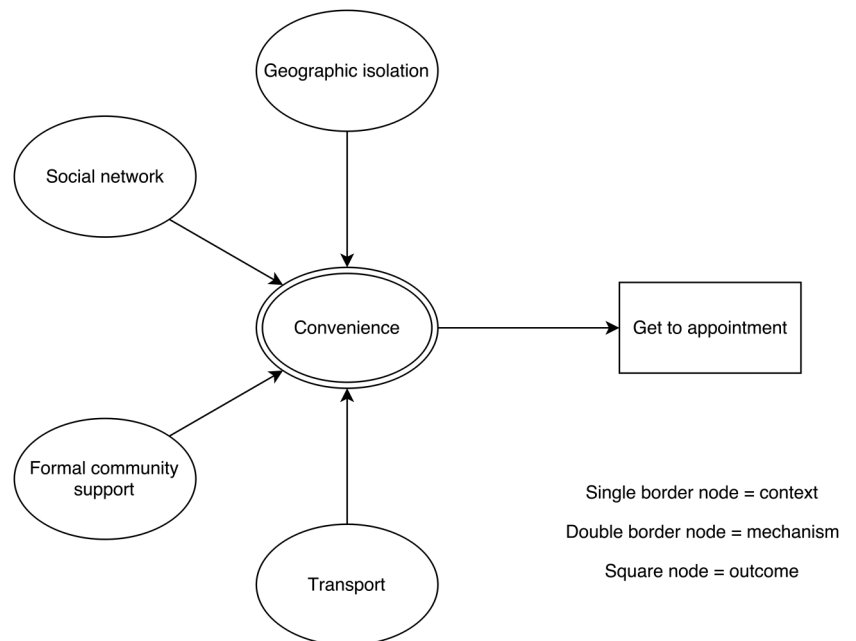 Geographic isolation
Social network
Convenience
Get to appointment
Formal community
support
Transport
Single border node = context
Double border node = mechanism
Square node = outcome